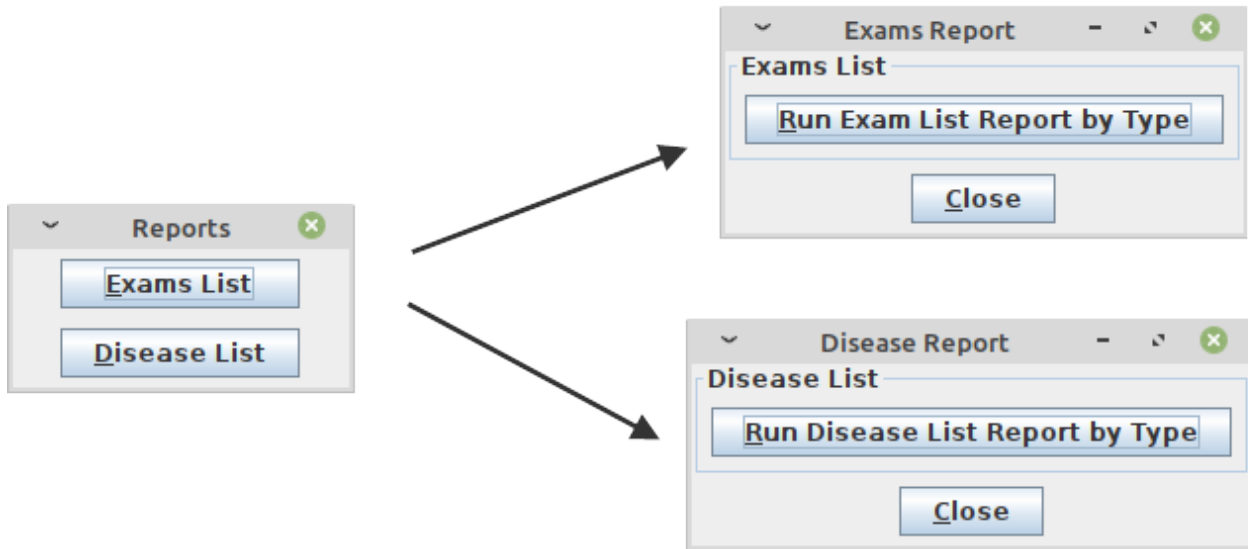 Reports
Exams List
Disease List
Exams Report
Exams List
Run Exam List Report by Type
Close
Disease Report
Disease List
Run Disease List Report by Type
Close